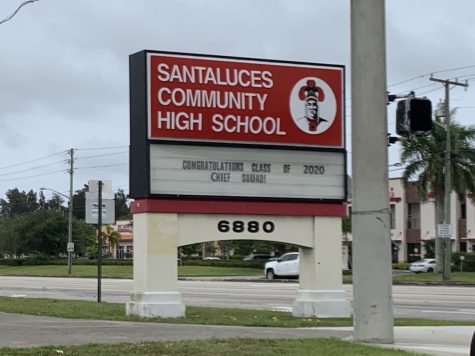 SANTALUCES
COMMUNITY
HIGH SCHOOL
CONGRATULATIONS CLASS OF 2020
CHIEF SQUAD!
6880